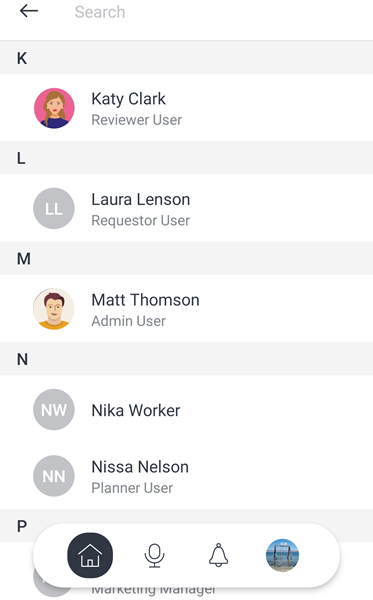 Search
K
Katy Clark
Reviewer User
L
LL
Laura Lenson
Requestor User
M
Matt Thomson
Admin User
N
NW
Nika Worker
NN
Nissa Nelson
Planner User
P
Marketing Manager